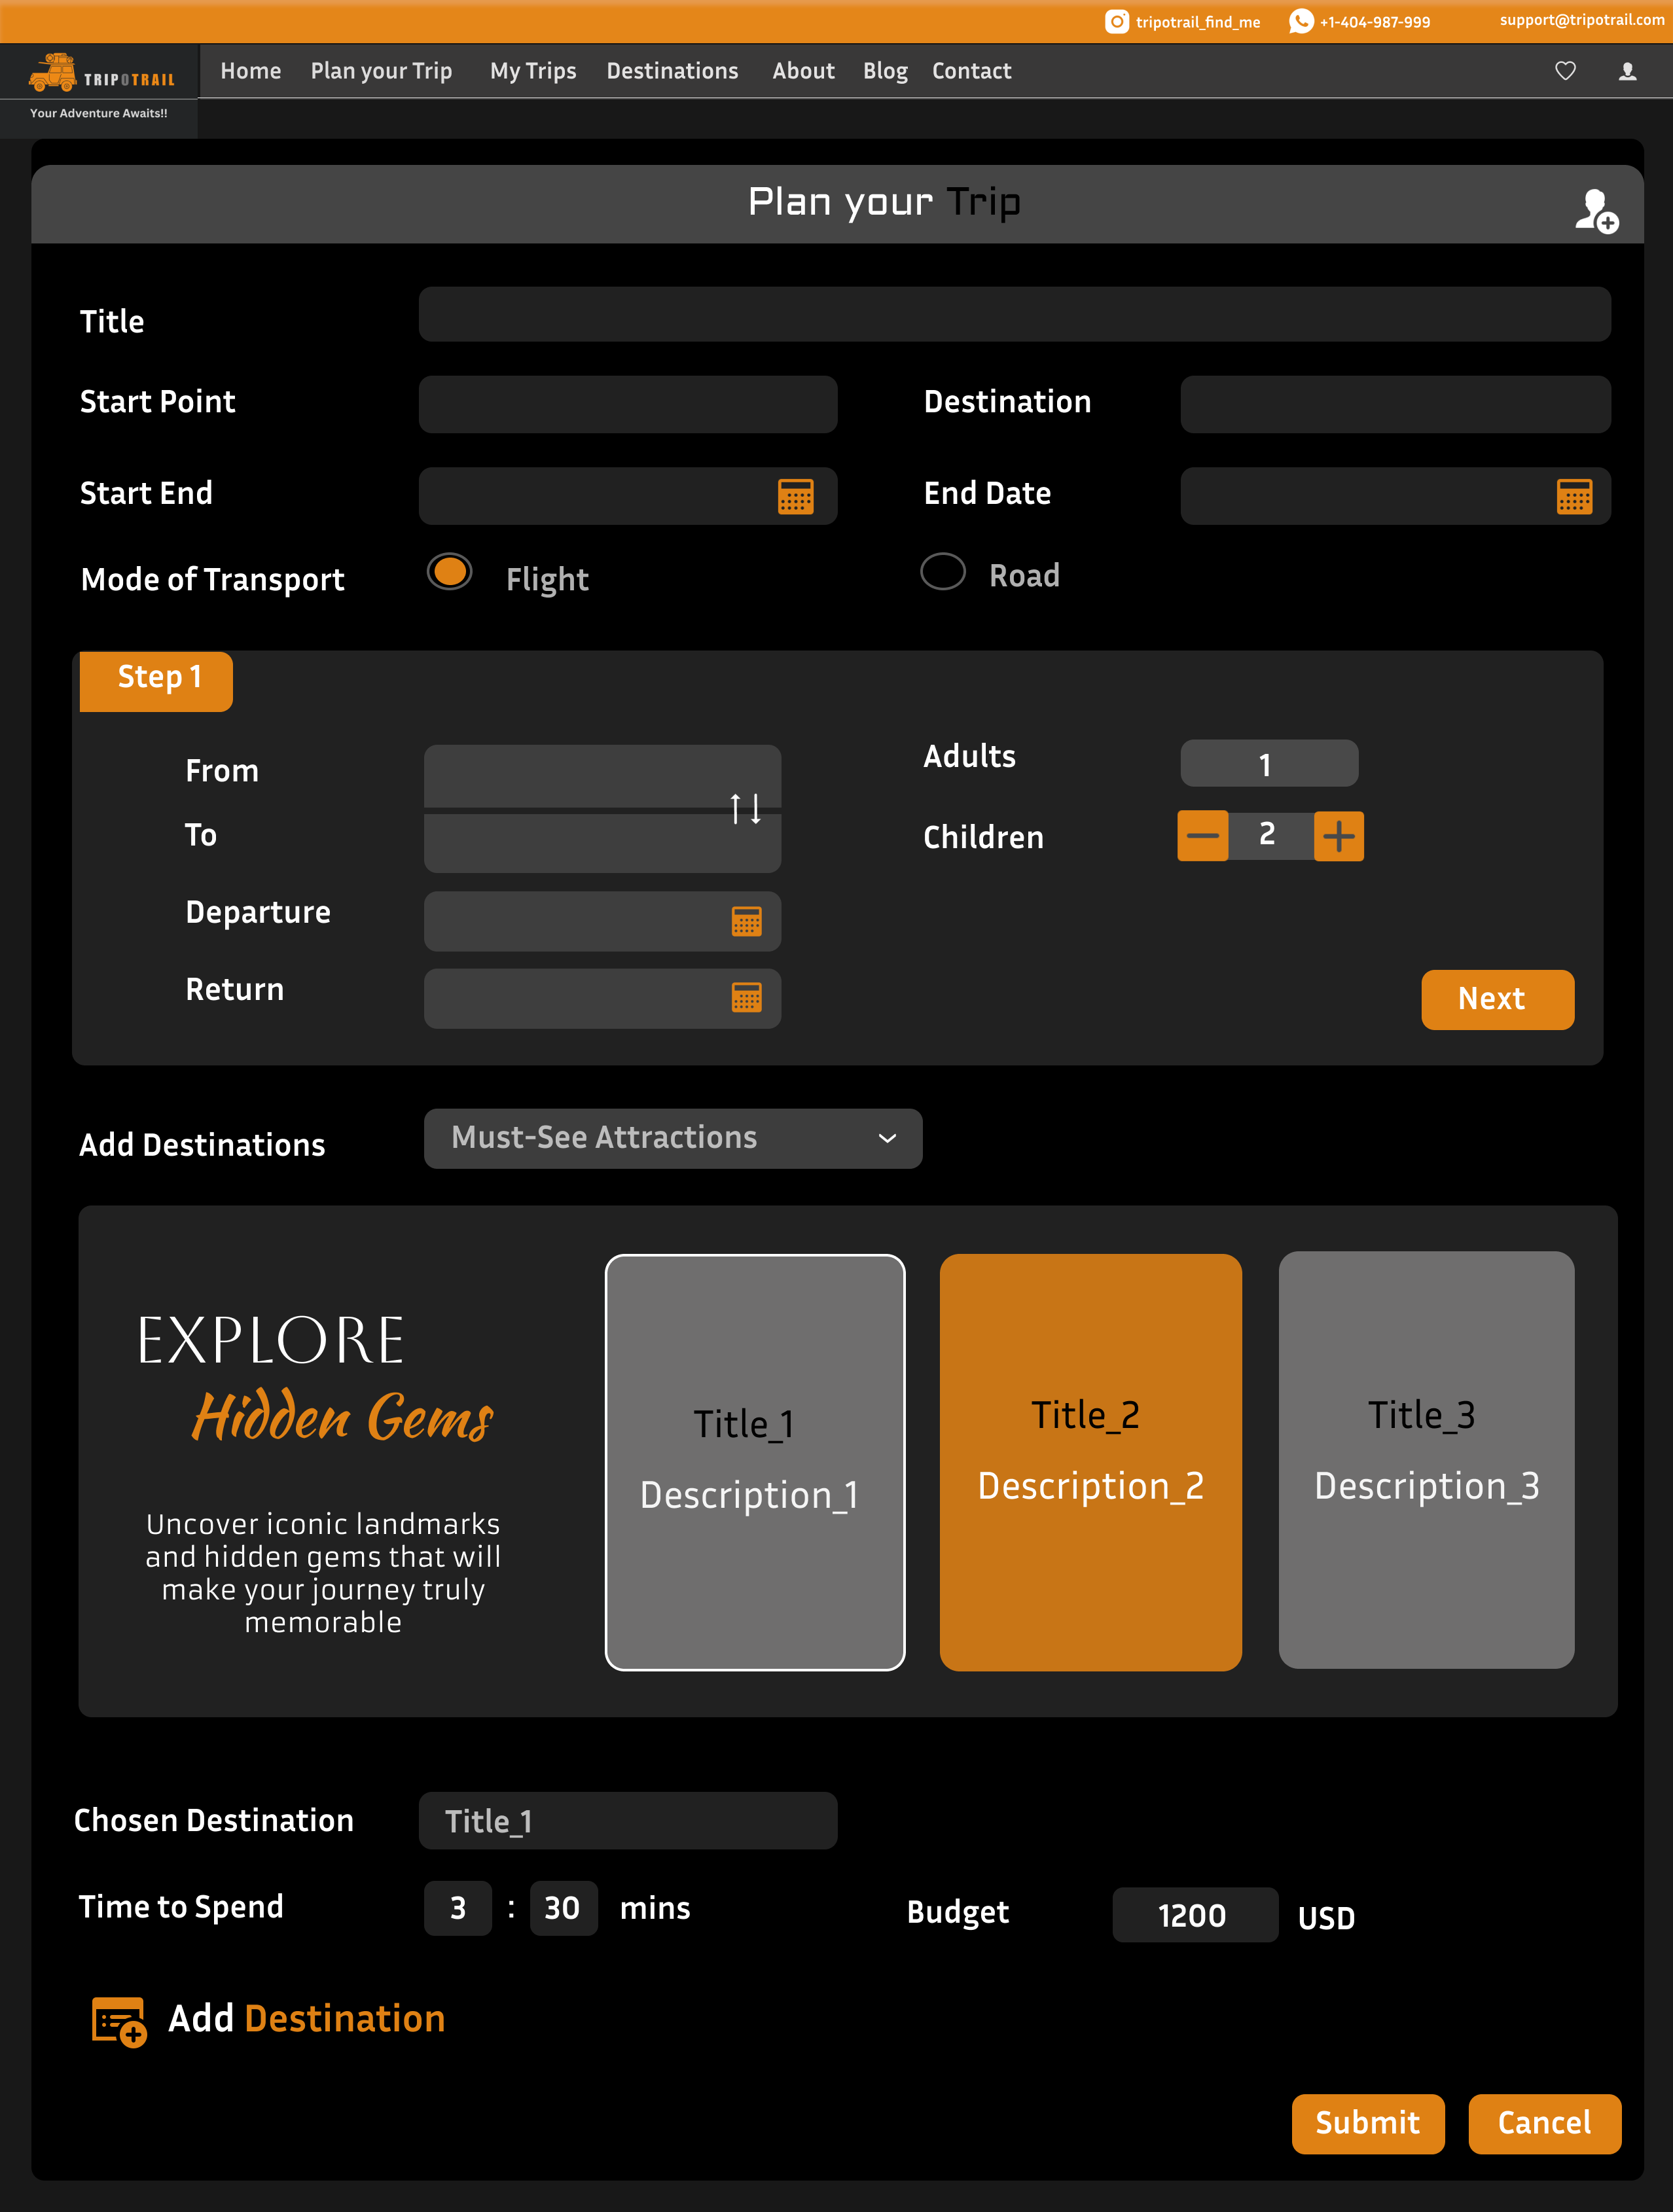 tripotrail_find_me +1-404-987-999 support@tripotrail.com
TRIPOTRAIL
Home Plan your Trip My Trips Destinations About Blog Contact
Your Adventure Awaits!!
Plan your Trip
Title
Start Point Destination
Start End End Date
Mode of Transport Flight Road
Step 1
From Adults 1
To Children 2
Departure
Return
Next
Add Destinations Must-See Attractions
EXPLORE
Hidden Gems
Uncover iconic landmarks
and hidden gems that will
make your journey truly
memorable
Title_1
Description_1
Title_2
Description_2
Title_3
Description_3
Chosen Destination Title_1
Time to Spend 3 : 30 mins Budget 1200 USD
Add Destination
Submit Cancel